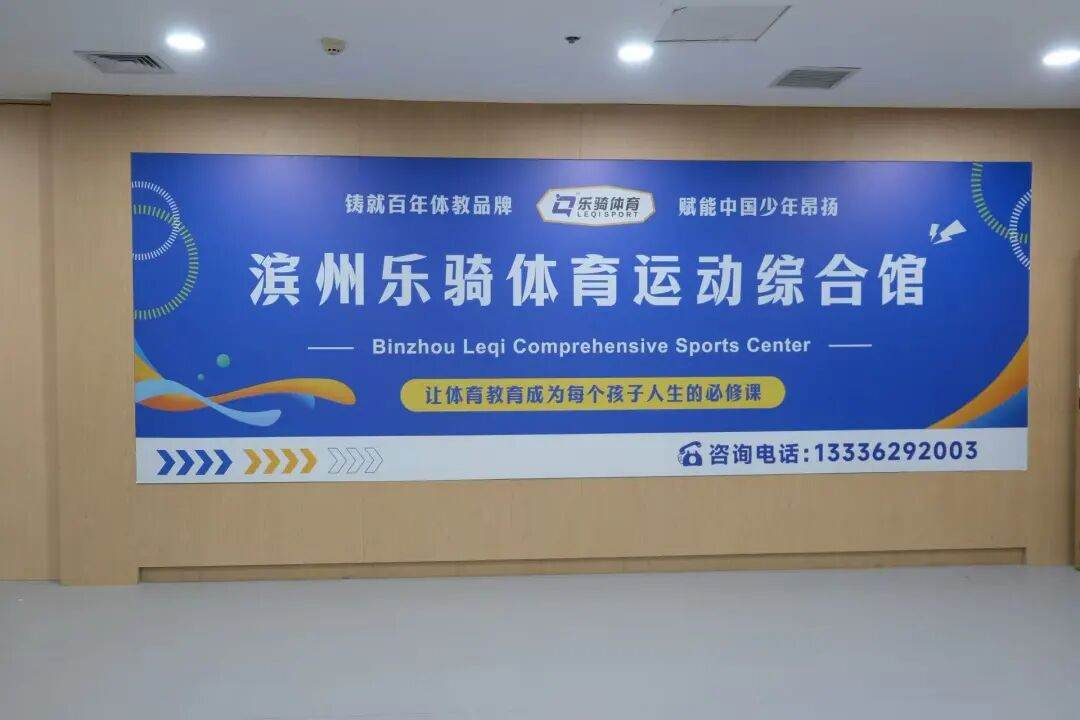 铸就百年体教品牌
乐骑体育
LEQISPORT
赋能中国少年昂扬
滨州乐骑体育运动综合馆
Binzhou Leqi Comprehensive Sports Center
让体育教育成为每个孩子人生的必修课
咨询电话:13336292003